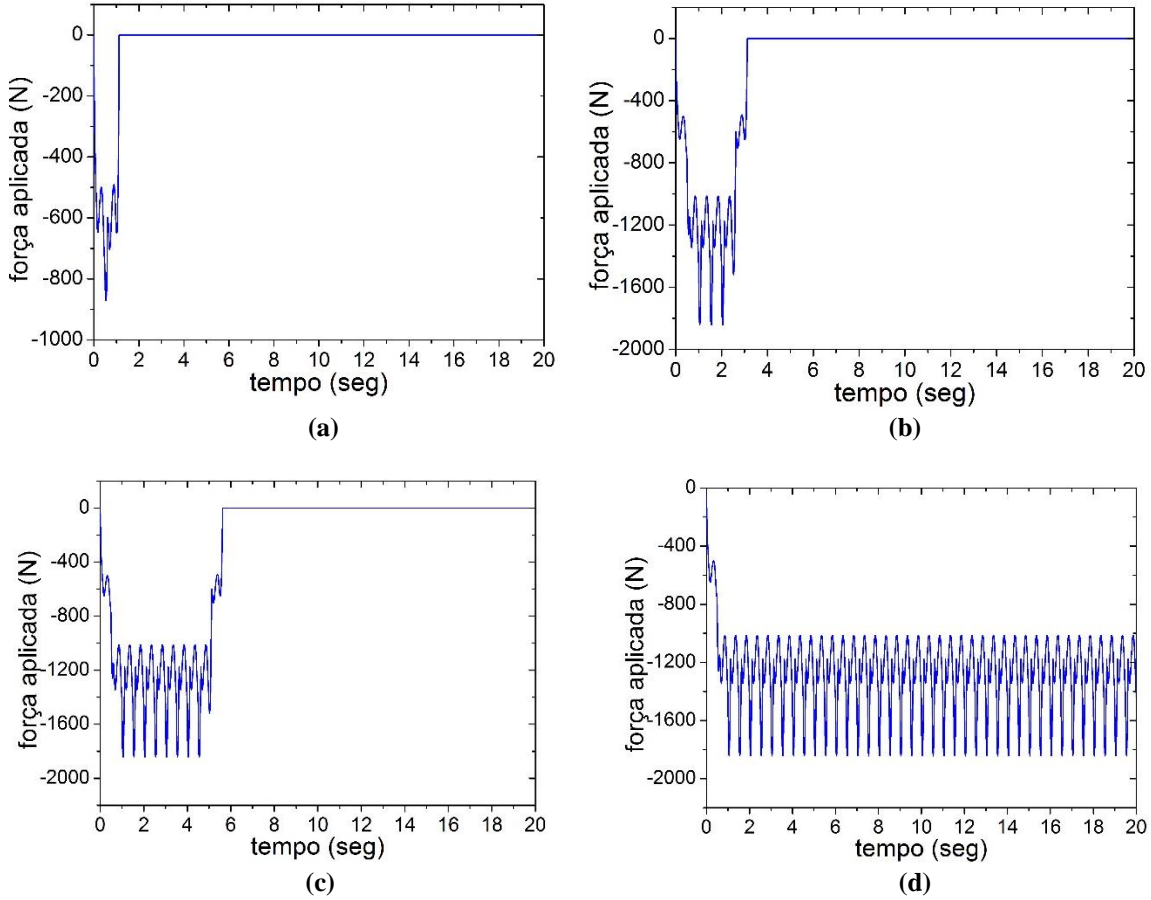 0
-200
-400
-600
-800
-1000
força aplicada (N)
0 2 4 6 8 10 12 14 16 18 20
tempo (seg)
(a)
0
-400
-800
-1200
-1600
-2000
força aplicada (N)
0 2 4 6 8 10 12 14 16 18 20
tempo (seg)
(b)
0
-400
-800
-1200
-1600
-2000
força aplicada (N)
0 2 4 6 8 10 12 14 16 18 20
tempo (seg)
(c)
0
-400
-800
-1200
-1600
-2000
força aplicada (N)
0 2 4 6 8 10 12 14 16 18 20
tempo (seg)
(d)